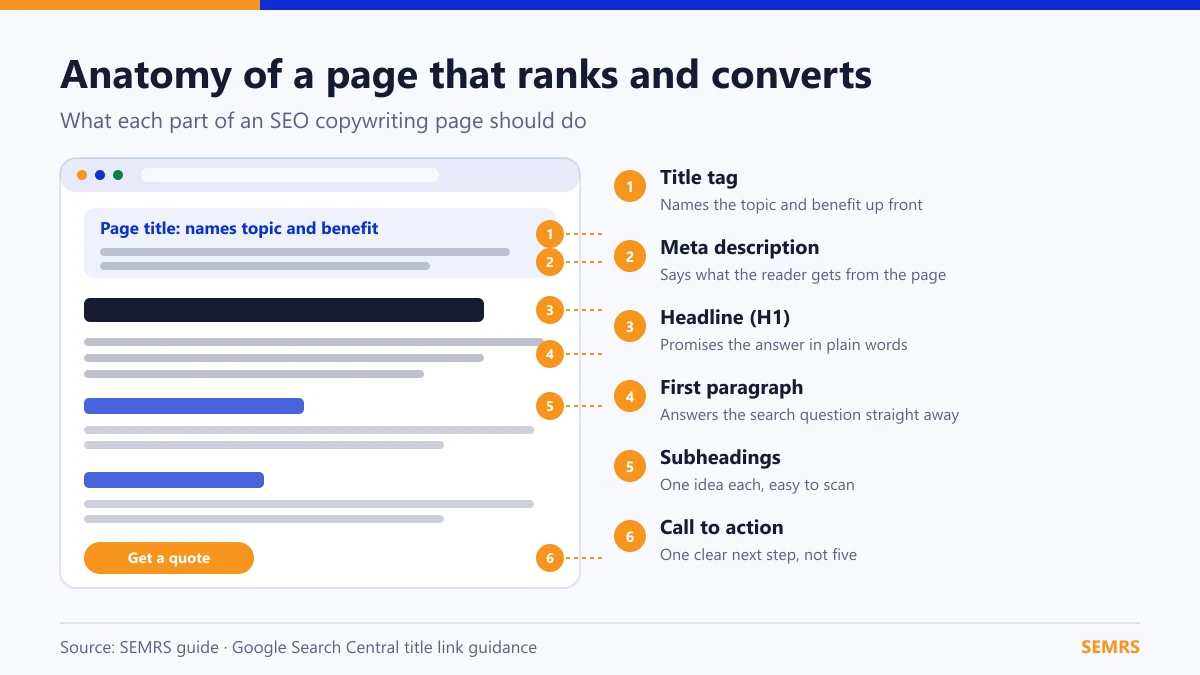 Anatomy of a page that ranks and converts
What each part of an SEO copywriting page should do
Page title: names topic and benefit
1
2
3
4
5
Get a quote
6
1
Title tag
Names the topic and benefit up front
2
Meta description
Says what the reader gets from the page
3
Headline (H1)
Promises the answer in plain words
4
First paragraph
Answers the search question straight away
5
Subheadings
One idea each, easy to scan
6
Call to action
One clear next step, not five
Source: SEMRS guide · Google Search Central title link guidance
SEMRS